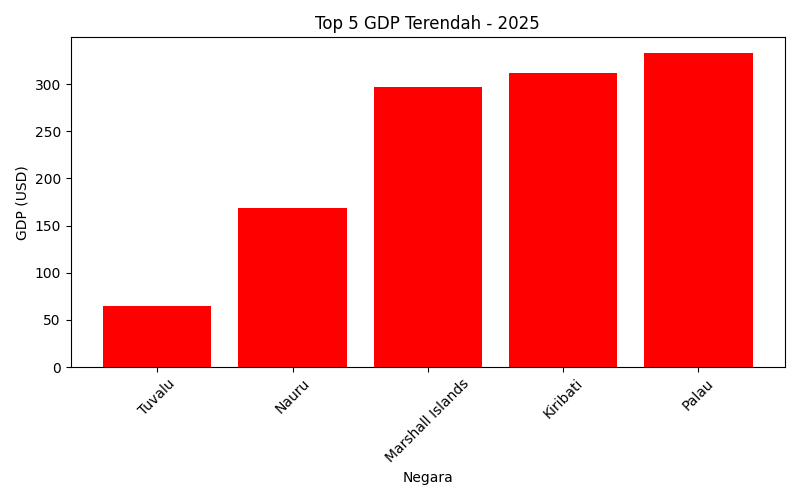 Top 5 GDP Terendah - 2025
GDP (USD)
300
250
200
150
100
50
0
Tuvalu
Nauru
Marshall Islands
Kiribati
Palau
Negara